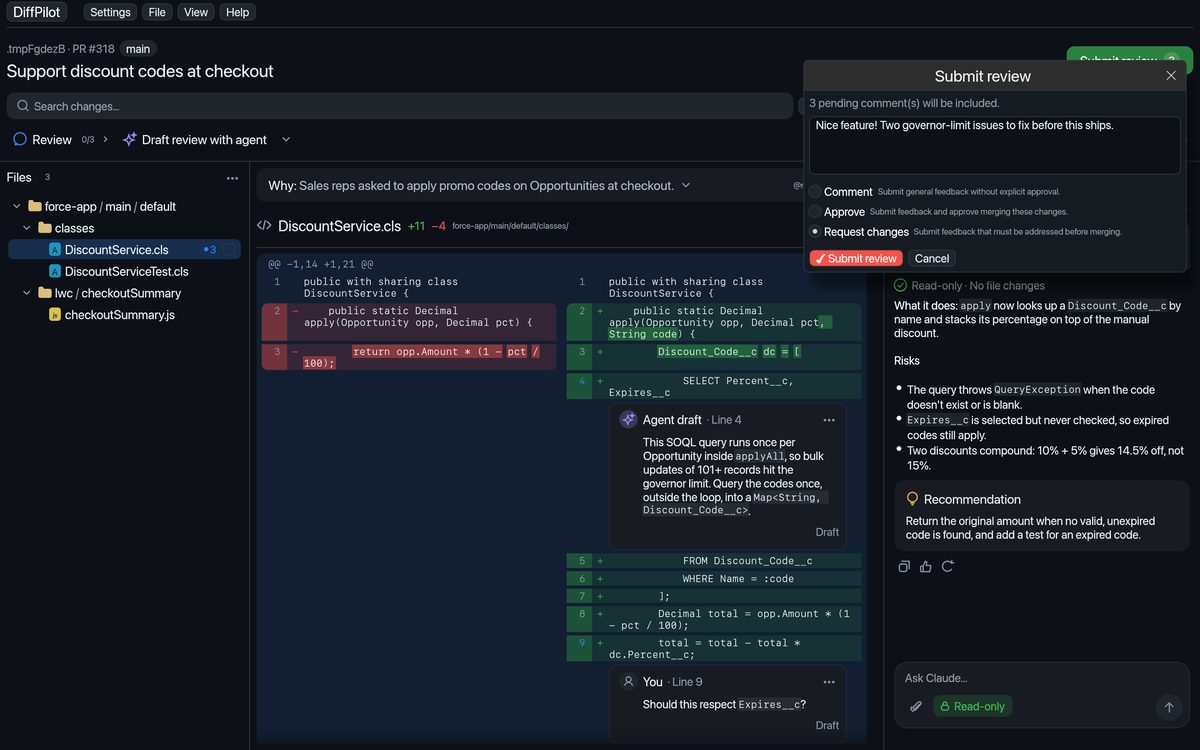 DiffPilot
Settings File View Help
.tmpFgdezB · PR #318 main
Support discount codes at checkout
Search changes...
Review 0/3 Draft review with agent
Files 3
force-app / main / default
classes
DiscountService.cls 3
DiscountServiceTest.cls
lwc / checkoutSummary
checkoutSummary.js
Why: Sales reps asked to apply promo codes on Opportunities at checkout.
DiscountService.cls +11 −4 force-app/main/default/classes/
@@ −1,14 +1,21 @@
1 public with sharing class
DiscountService {
2 − public static Decimal
apply(Opportunity opp, Decimal pct) {
3 − return opp.Amount * (1 − pct /
100);
1 public with sharing class
DiscountService {
2 + public static Decimal
apply(Opportunity opp, Decimal pct,
String code) {
3 + Discount_Code__c dc = [
4 + SELECT Percent__c,
Expires__c
Agent draft · Line 4
This SOQL query runs once per
Opportunity inside applyAll, so bulk
updates of 101+ records hit the
governor limit. Query the codes once,
outside the loop, into a Map<String,
Discount_Code__c>.
Draft
5 + FROM Discount_Code__c
6 + WHERE Name = :code
7 + ];
8 + Decimal total = opp.Amount * (1
− pct / 100);
9 + total = total − total *
dc.Percent__c;
You · Line 9
Should this respect Expires__c?
Draft
Submit review
3 pending comment(s) will be included.
Nice feature! Two governor-limit issues to fix before this ships.
Comment Submit general feedback without explicit approval.
Approve Submit feedback and approve merging these changes.
Request changes Submit feedback that must be addressed before merging.
Submit review Cancel
Read-only · No file changes
What it does: apply now looks up a Discount_Code__c by
name and stacks its percentage on top of the manual
discount.
Risks
The query throws QueryException when the code
doesn't exist or is blank.
Expires__c is selected but never checked, so expired
codes still apply.
Two discounts compound: 10% + 5% gives 14.5% off, not
15%.
Recommendation
Return the original amount when no valid, unexpired
code is found, and add a test for an expired code.
Ask Claude...
Read-only